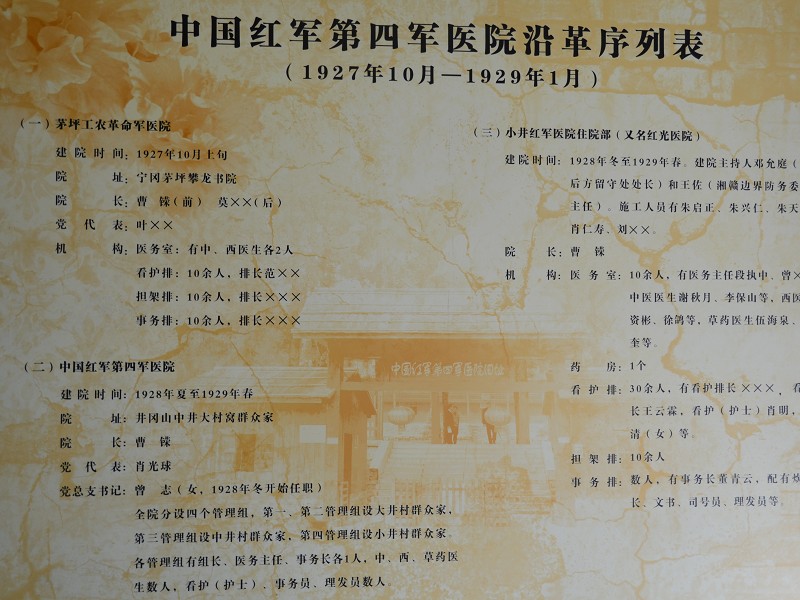 中国红军第四军医院沿革序列表
（1927年10月—1929年1月）
（一）茅坪工农革命军医院
建院时间：1927年10月上旬
院　　址：宁冈茅坪攀龙书院
院　　长：曹　镕（前）　莫××（后）
党 代 表：叶××
机　　构：医务室：有中、西医生各2人
看护排：10余人，排长范××
担架排：10余人，排长×××
事务排：10余人，排长×××
（二）中国红军第四军医院
建院时间：1928年夏至1929年春
院　　址：井冈山中井大村窝群众家
院　　长：曹　镕
党 代 表：肖光球
党总支书记：曾　志（女，1928年冬开始任职）
全院分设四个管理组，第一、第二管理组设大井村群众家，
第三管理组设中井村群众家，第四管理组设小井村群众家。
各管理组有组长、医务主任、事务长各1人，中、西、草药医
生数人，看护（护士）、事务员、理发员数人。
（三）小井红军医院住院部（又名红光医院）
建院时间：1928年冬至1929年春。建院主持人邓允庭（
后方留守处处长）和王佐（湘赣边界防务委
主任）。施工人员有朱启正、朱兴仁、朱天
肖仁寿、刘××。
院　　长：曹　镕
机　　构：医务室：10余人，有医务主任段执中、曾×
中医医生谢秋月、李保山等，西医
资彬、徐鸽等，草药医生伍海泉、
奎等。
药　　房：1个
看护排：30余人，有看护排长×××，看
长王云霖，看护（护士）肖明，
清（女）等。
担架排：10余人
事务排：数人，有事务长董青云，配有炊
长、文书、司号员、理发员等。
中国红军第四军医院旧址